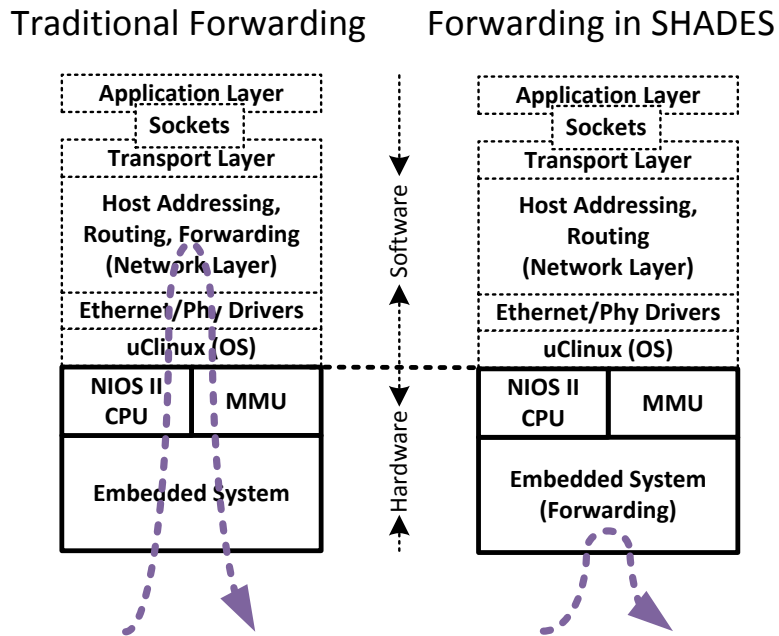 Traditional Forwarding
Application Layer
Sockets
Transport Layer
Host Addressing,
Routing, Forwarding
(Network Layer)
Ethernet/Phy Drivers
uClinux (OS)
NIOS II
CPU
MMU
Embedded System
Software
Hardware
Forwarding in SHADES
Application Layer
Sockets
Transport Layer
Host Addressing,
Routing
(Network Layer)
Ethernet/Phy Drivers
uClinux (OS)
NIOS II
CPU
MMU
Embedded System
(Forwarding)